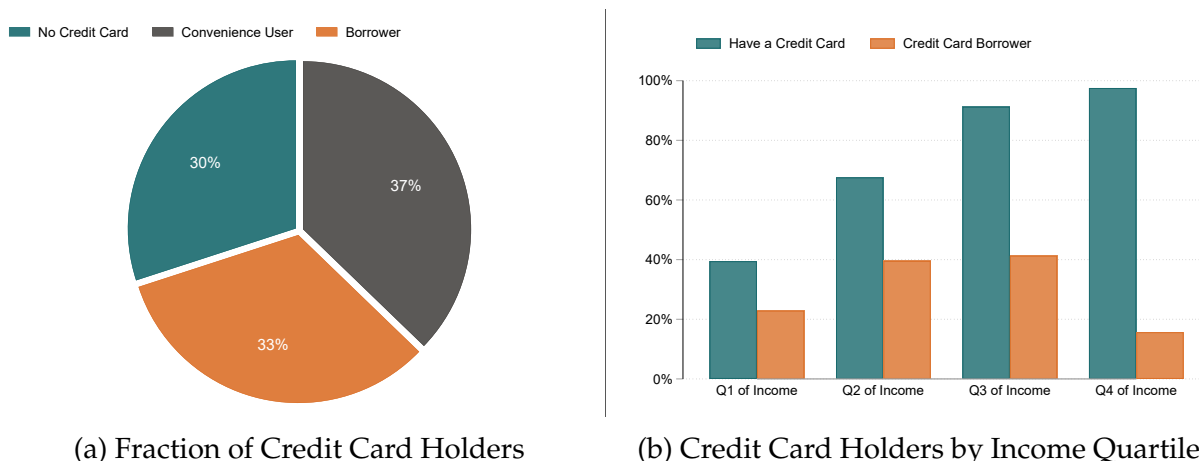 No Credit Card Convenience User Borrower
30%
37%
33%
(a) Fraction of Credit Card Holders
Have a Credit Card Credit Card Borrower
100%
80%
60%
40%
20%
0%
Q1 of Income Q2 of Income Q3 of Income Q4 of Income
(b) Credit Card Holders by Income Quartile